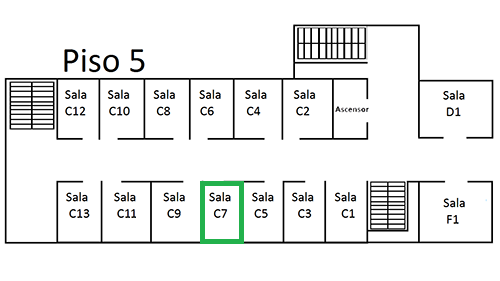 Piso 5
Sala Sala Sala Sala Sala Sala Sala
C12 C10 C8 C6 C4 C2 Ascensor D1
Sala Sala Sala Sala Sala Sala Sala Sala
C13 C11 C9 C7 C5 C3 C1 F1